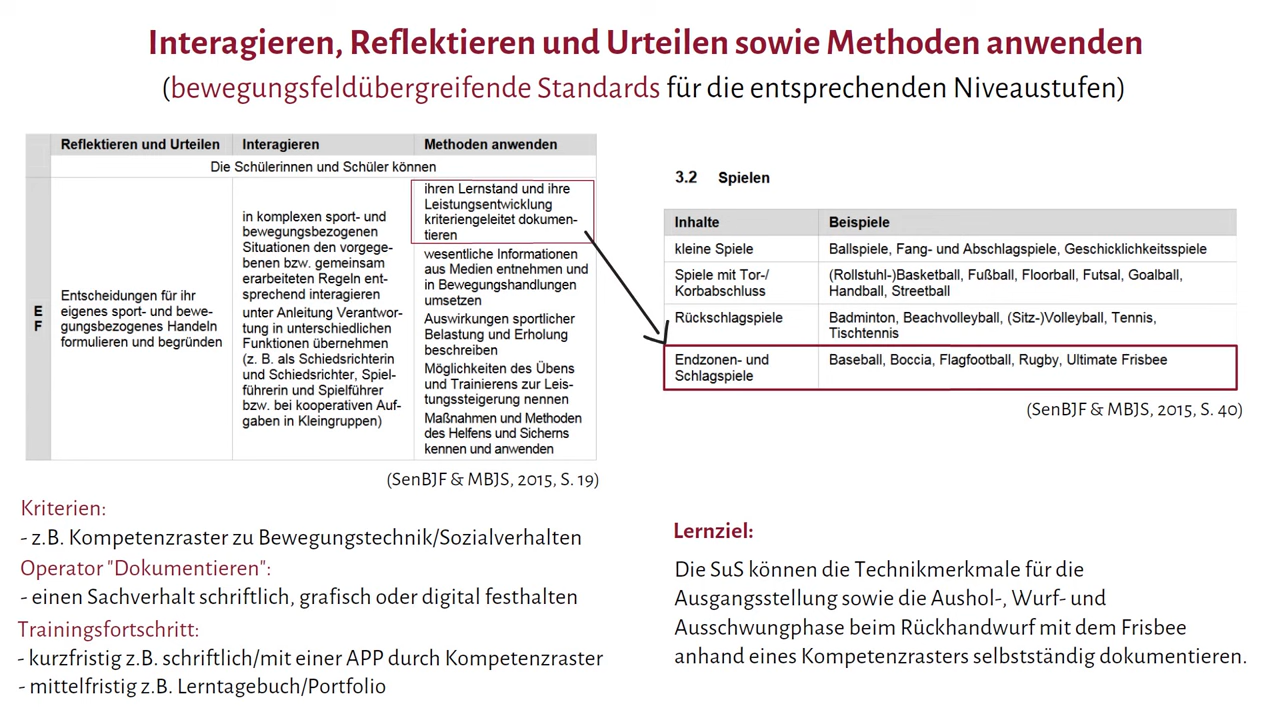 Interagieren, Reflektieren und Urteilen sowie Methoden anwenden
(bewegungsfeldübergreifende Standards für die entsprechenden Niveaustufen)
Reflektieren und Urteilen
Interagieren
Methoden anwenden
Die Schülerinnen und Schüler können
E
F
Entscheidungen für ihr
eigenes sport- und bewe-
gungsbezogenes Handeln
formulieren und begründen
in komplexen sport- und
bewegungsbezogenen
Situationen den vorgege-
benen bzw. gemeinsam
erarbeiteten Regeln ent-
sprechend interagieren
unter Anleitung Verantwor-
tung in unterschiedlichen
Funktionen übernehmen
(z. B. als Schiedsrichterin
und Schiedsrichter, Spiel-
führerin und Spielführer
bzw. bei kooperativen Auf-
gaben in Kleingruppen)
ihren Lernstand und ihre
Leistungsentwicklung
kriteriengeleitet dokumen-
tieren
wesentliche Informationen
aus Medien entnehmen und
in Bewegungshandlungen
umsetzen
Auswirkungen sportlicher
Belastung und Erholung
beschreiben
Möglichkeiten des Übens
und Trainierens zur Leis-
tungssteigerung nennen
Maßnahmen und Methoden
des Helfens und Sicherns
kennen und anwenden
(SenBJF & MBJS, 2015, S. 19)
Kriterien:
- z.B. Kompetenzraster zu Bewegungstechnik/Sozialverhalten
Operator "Dokumentieren":
- einen Sachverhalt schriftlich, grafisch oder digital festhalten
Trainingsfortschritt:
- kurzfristig z.B. schriftlich/mit einer APP durch Kompetenzraster
- mittelfristig z.B. Lerntagebuch/Portfolio
3.2 Spielen
Inhalte
Beispiele
kleine Spiele
Ballspiele, Fang- und Abschlagspiele, Geschicklichkeitsspiele
Spiele mit Tor-/
Korbabschluss
(Rollstuhl-)Basketball, Fußball, Floorball, Futsal, Goalball,
Handball, Streetball
Rückschlagspiele
Badminton, Beachvolleyball, (Sitz-)Volleyball, Tennis,
Tischtennis
Endzonen- und
Schlagspiele
Baseball, Boccia, Flagfootball, Rugby, Ultimate Frisbee
(SenBJF & MBJS, 2015, S. 40)
Lernziel:
Die SuS können die Technikmerkmale für die
Ausgangsstellung sowie die Aushol-, Wurf- und
Ausschwungphase beim Rückhandwurf mit dem Frisbee
anhand eines Kompetenzrasters selbstständig dokumentieren.